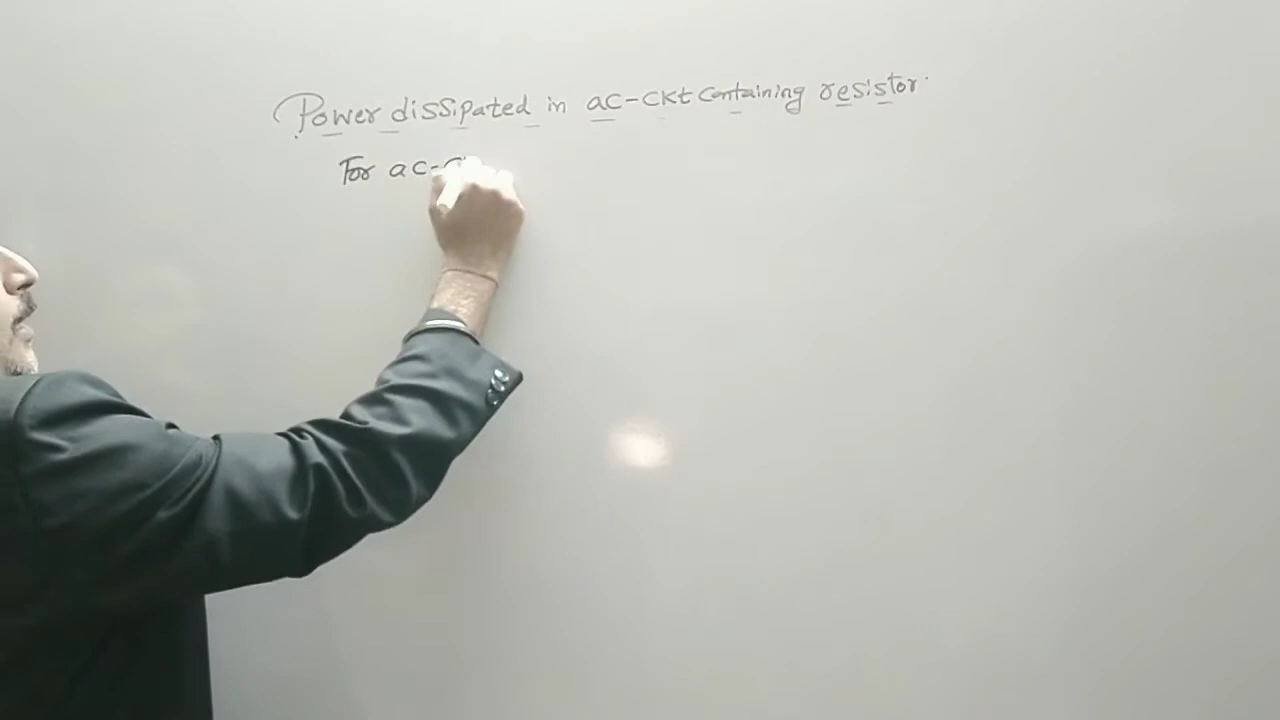 Power dissipated in ac-ckt containing resistor.
For ac-